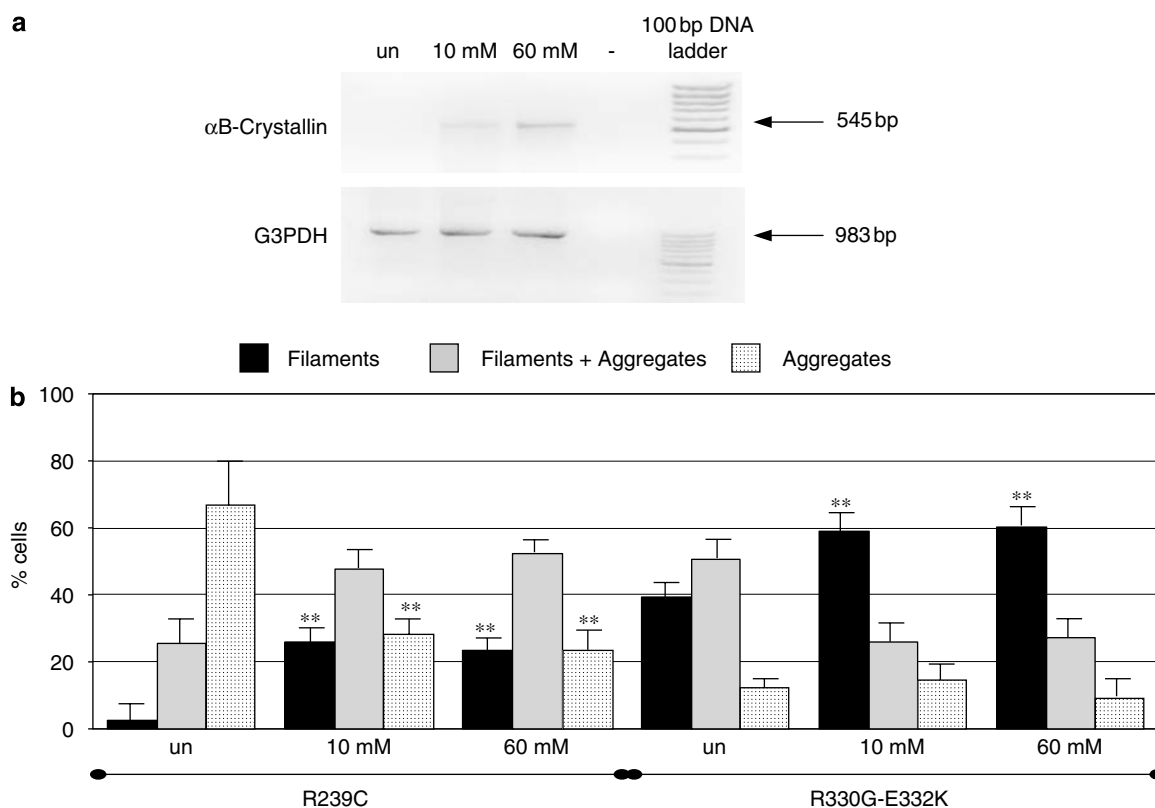 a
100 bp DNA
un 10 mM 60 mM - ladder
αB-Crystallin
545 bp
G3PDH
983 bp
Filaments Filaments + Aggregates Aggregates
b
100
80
60
40
20
0
% cells
** ** ** ** ** **
un 10 mM 60 mM un 10 mM 60 mM
R239C R330G-E332K